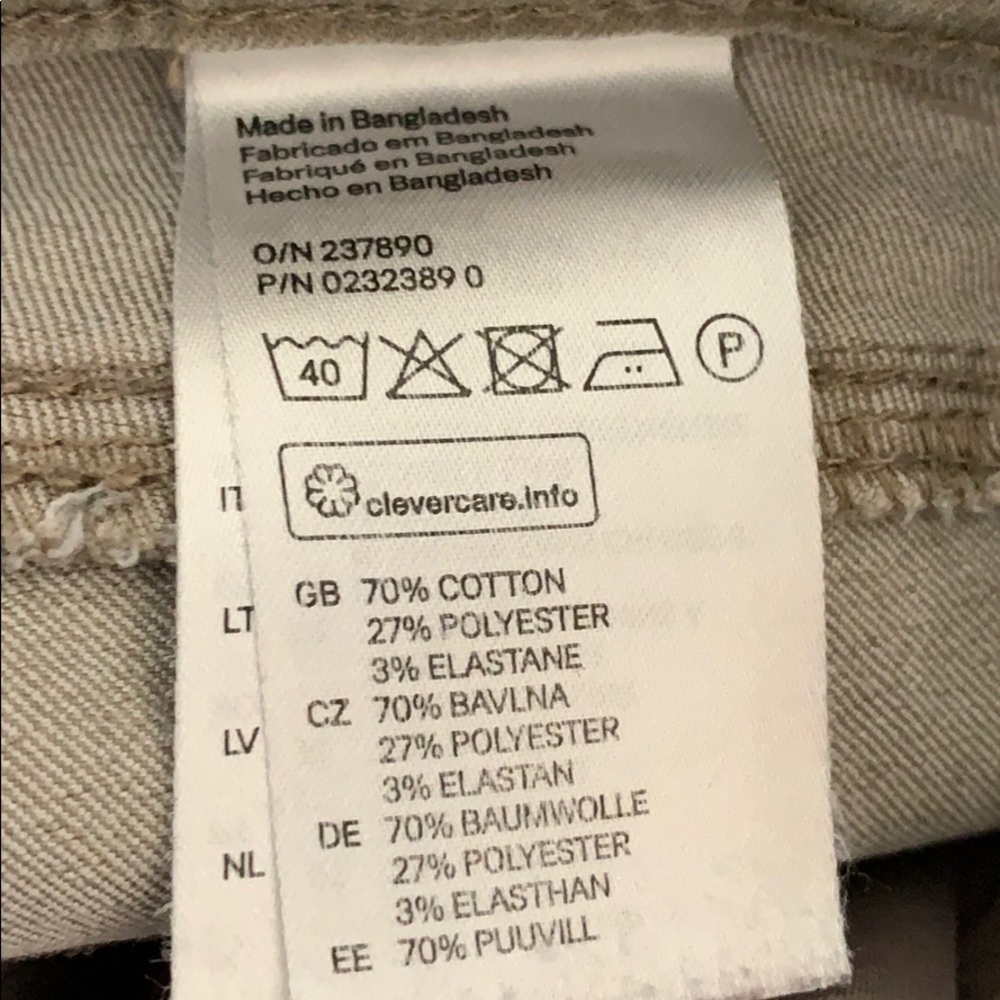 Made in Bangladesh
Fabricado em Bangladesh
Fabriqué en Bangladesh
Hecho en Bangladesh
O/N 237890
P/N 0232389 0
40
P
clevercare.info
IT
LT
LV
NL
GB 70% COTTON
27% POLYESTER
3% ELASTANE
CZ 70% BAVLNA
27% POLYESTER
3% ELASTAN
DE 70% BAUMWOLLE
27% POLYESTER
3% ELASTHAN
EE 70% PUUVILL